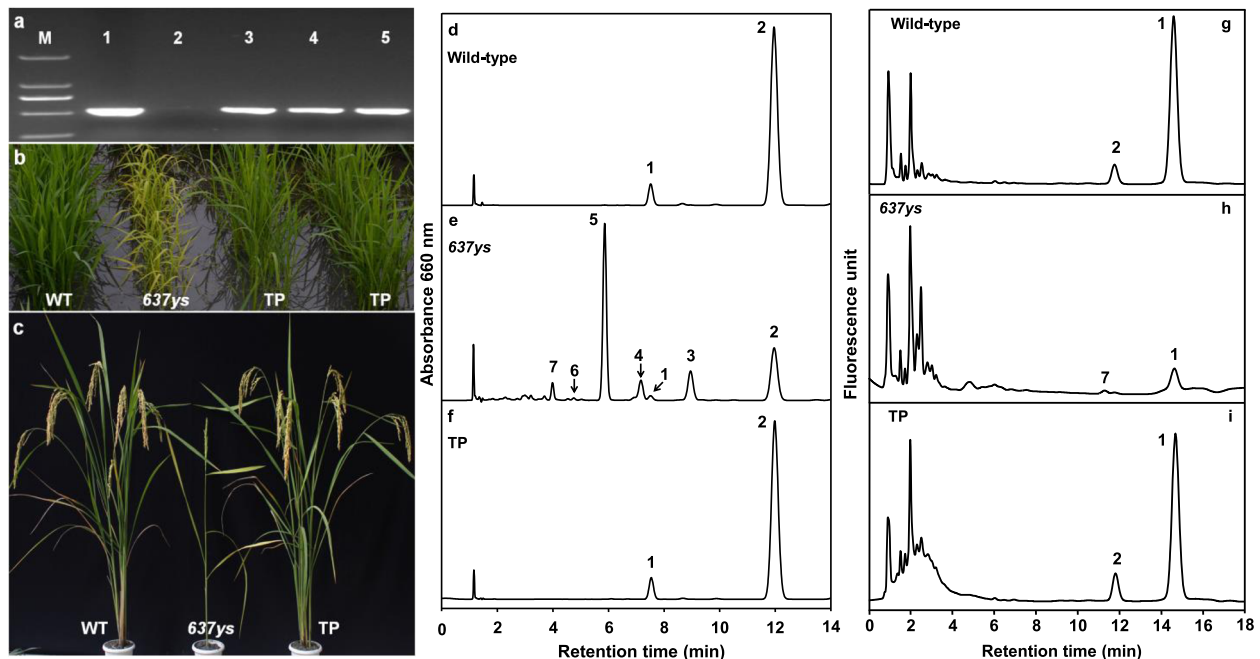 a
M 1 2 3 4 5
b
WT 637ys TP TP
c
WT 637ys TP
Absorbance 660 nm
d
Wild-type
1 2
e
637ys
7 6 5 4 1 3 2
f
TP
1 2
0 2 4 6 8 10 12 14
Retention time (min)
Fluorescence unit
Wild-type g
2 1
637ys h
7 1
TP i
2 1
0 2 4 6 8 10 12 14 16 18
Retention time (min)